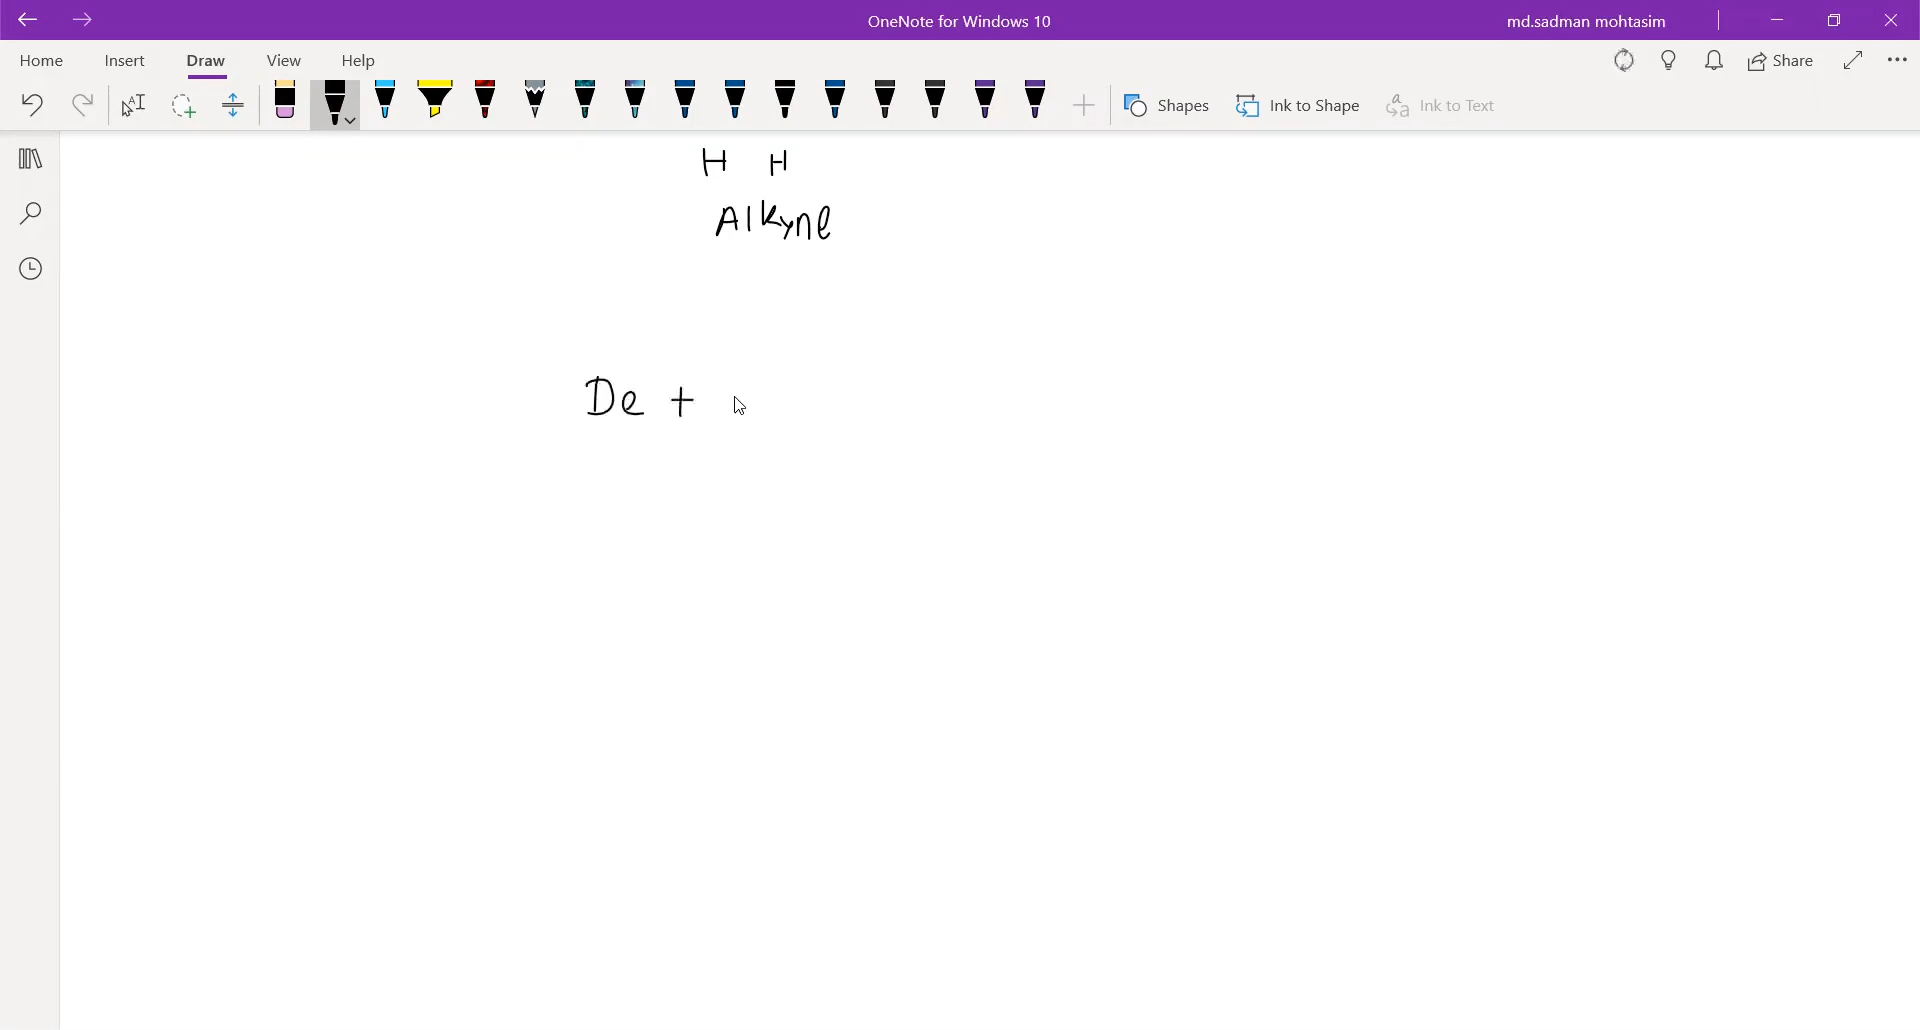 OneNote for Windows 10 md.sadman mohtasim
Home Insert Draw View Help Share
Shapes Ink to Shape Ink to Text
H H
Alkyne
De +